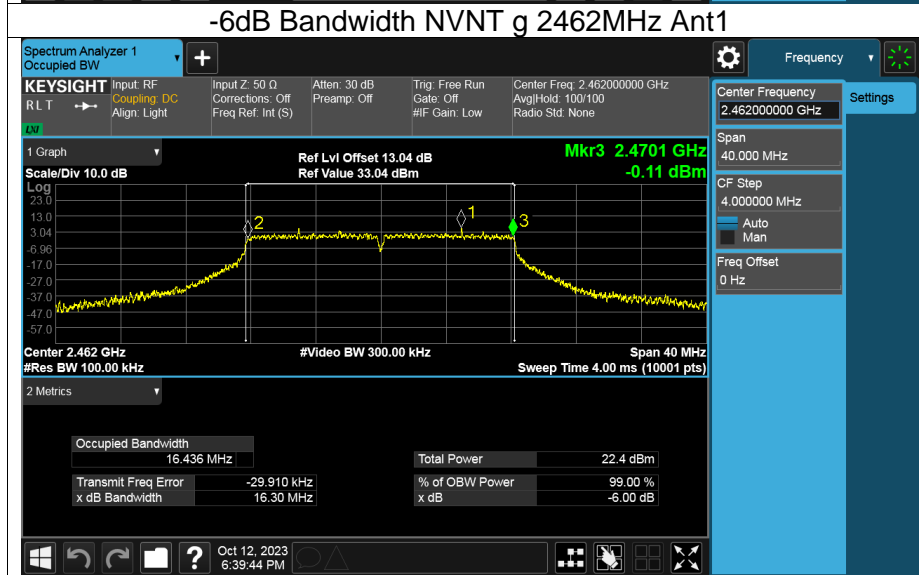 -6dB Bandwidth NVNT g 2462MHz Ant1
Spectrum Analyzer 1
Occupied BW
+
Frequency
KEYSIGHT
RLT
LXI
Input: RF
Coupling: DC
Align: Light
Input Z: 50 Ω
Corrections: Off
Freq Ref: Int (S)
Atten: 30 dB
Preamp: Off
Trig: Free Run
Gate: Off
#IF Gain: Low
Center Freq: 2.462000000 GHz
Avg|Hold: 100/100
Radio Std: None
Center Frequency
2.462000000 GHz
Settings
Span
40.000 MHz
CF Step
4.000000 MHz
Auto
Man
Freq Offset
0 Hz
1 Graph
Scale/Div 10.0 dB
Ref Lvl Offset 13.04 dB
Ref Value 33.04 dBm
Mkr3 2.4701 GHz
-0.11 dBm
Log
23.0
13.0
3.04
-6.96
-17.0
-27.0
-37.0
-47.0
-57.0
2
1
3
Center 2.462 GHz
#Video BW 300.00 kHz
Span 40 MHz
#Res BW 100.00 kHz
Sweep Time 4.00 ms (10001 pts)
2 Metrics
Occupied Bandwidth
16.436 MHz
Total Power 22.4 dBm
Transmit Freq Error -29.910 kHz
% of OBW Power 99.00 %
x dB Bandwidth 16.30 MHz
x dB -6.00 dB
?
Oct 12, 2023
6:39:44 PM